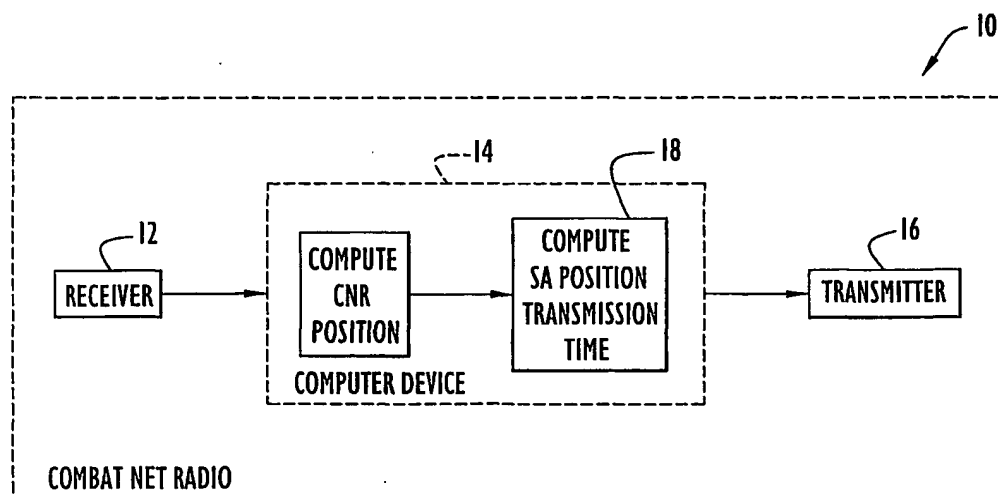 10
14
18
12
16
RECEIVER
COMPUTE
CNR
POSITION
COMPUTE
SA POSITION
TRANSMISSION
TIME
TRANSMITTER
COMPUTER DEVICE
COMBAT NET RADIO